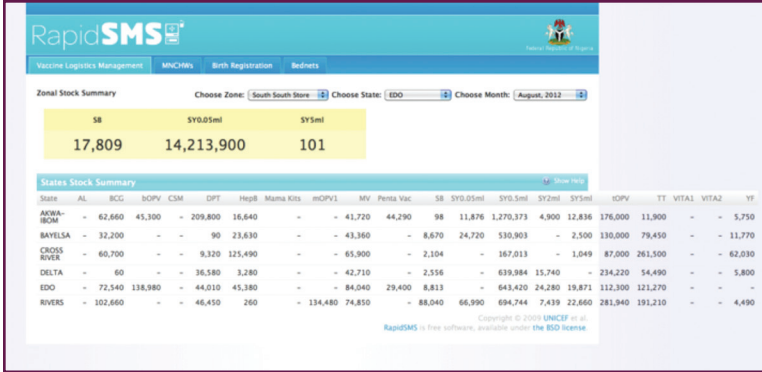 RapidSMS
Federal Republic of Nigeria
Vaccine Logistics Management MNCHWs Birth Registration Bednets
Zonal Stock Summary Choose Zone: South South Store Choose State: EDO Choose Month: August, 2012
SB SY0.05ml SY5ml
17,809 14,213,900 101
States Stock Summary Show Help
State AL BCG bOPV CSM DPT HepB Mama Kits mOPV1 MV Penta Vac SB SY0.05ml SY0.5ml SY2ml SY5ml tOPV TT VITA1 VITA2 YF
AKWA-IBOM - 62,660 45,300 - 209,800 16,640 - - 41,720 44,290 98 11,876 1,270,373 4,900 12,836 176,000 11,900 - - 5,750
BAYELSA - 32,200 - - 90 23,630 - - 43,360 - 8,670 24,720 530,903 - 2,500 130,000 79,450 - - 11,770
CROSS RIVER - 60,700 - - 9,320 125,490 - - 65,900 - 2,104 - 167,013 - 1,049 87,000 261,500 - - 62,030
DELTA - 60 - - 36,580 3,280 - - 42,710 - 2,556 - 639,984 15,740 - 234,220 54,490 - - 5,800
EDO - 72,540 138,980 - 44,010 45,380 - - 84,040 29,400 8,813 - 643,420 24,280 19,871 112,300 121,270 - - -
RIVERS - 102,660 - - 46,450 260 - 134,480 74,850 - 88,040 66,990 694,744 7,439 22,660 281,940 191,210 - - 4,490
Copyright © 2009 UNICEF et al.
RapidSMS is free software, available under the BSD license.